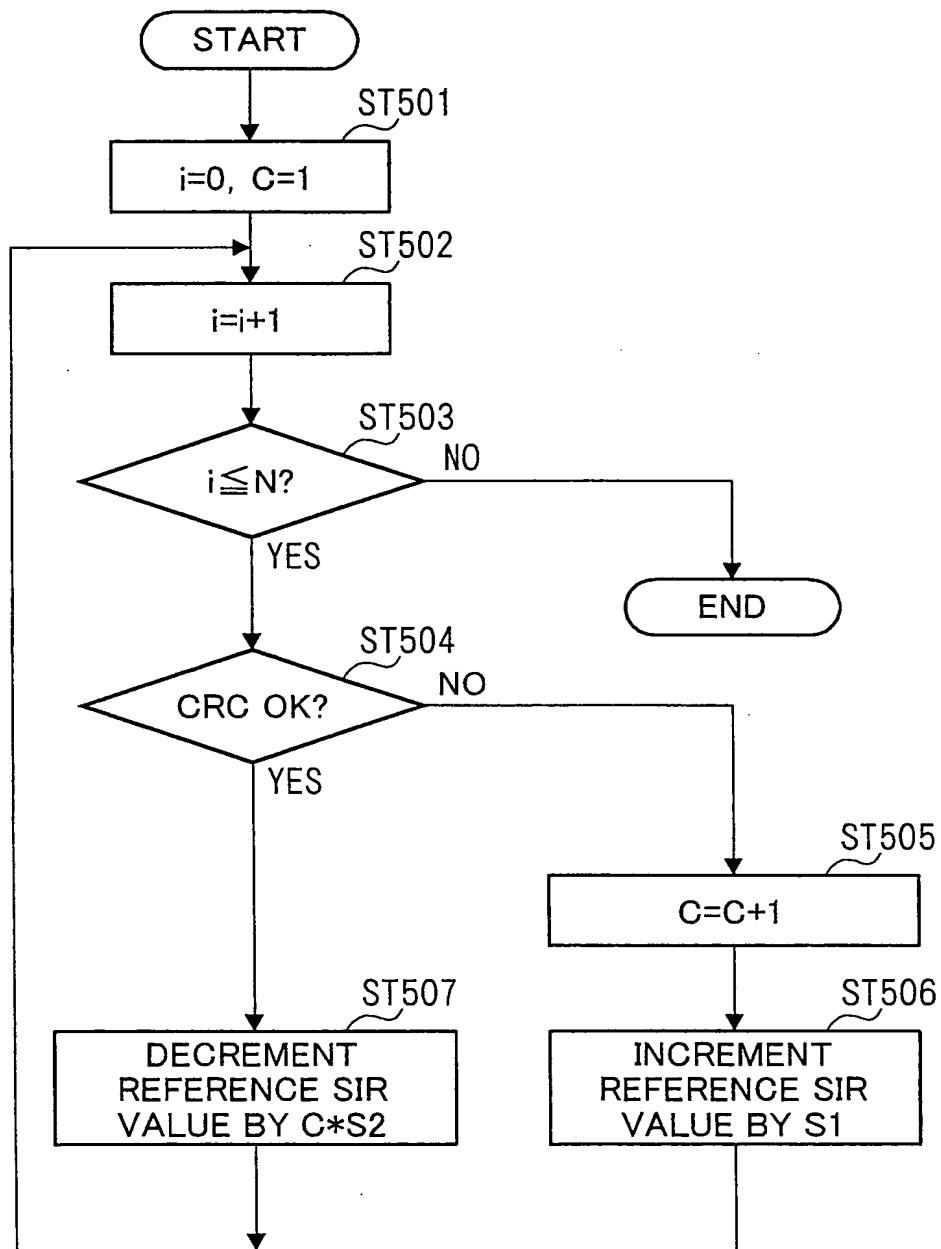 START
ST501
i=0, C=1
ST502
i=i+1
ST503
i≦N?
NO
YES
END
ST504
CRC OK?
NO
YES
ST505
C=C+1
ST507
DECREMENT
REFERENCE SIR
VALUE BY C*S2
ST506
INCREMENT
REFERENCE SIR
VALUE BY S1